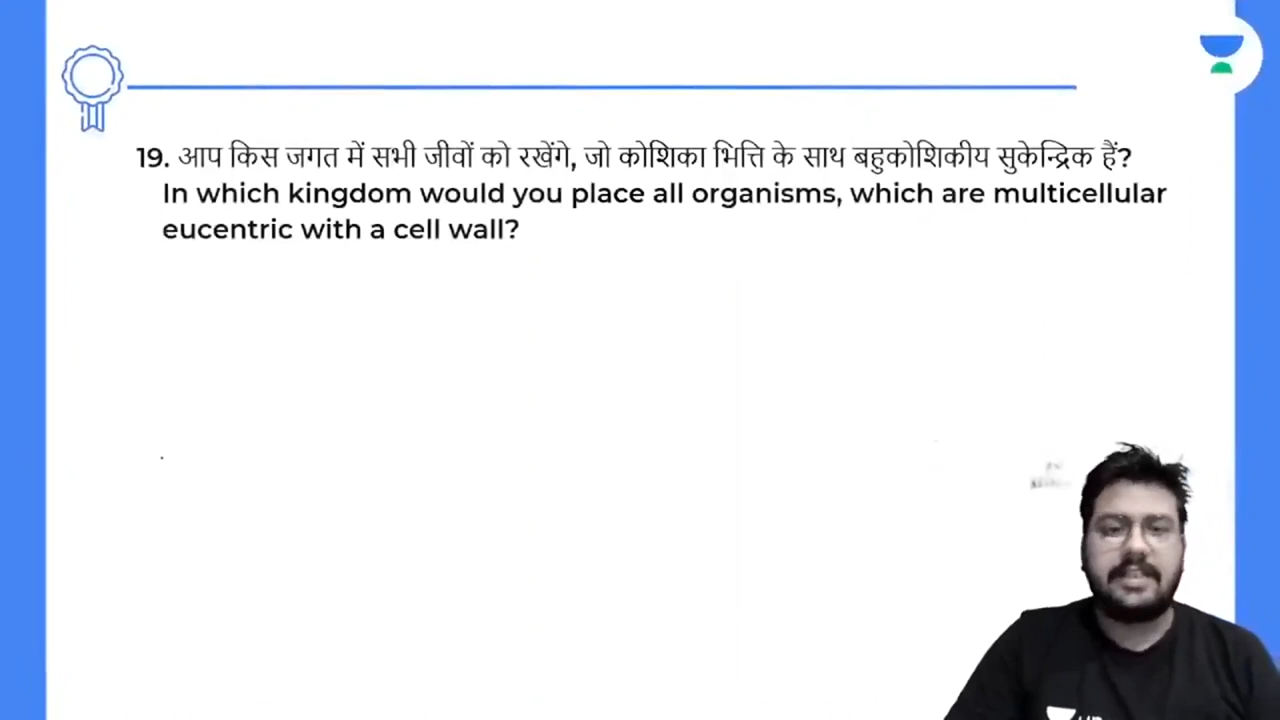 19. आप किस जगत में सभी जीवों को रखेंगे, जो कोशिका भित्ति के साथ बहुकोशिकीय सुकेन्द्रिक हैं?
In which kingdom would you place all organisms, which are multicellular
eucentric with a cell wall?